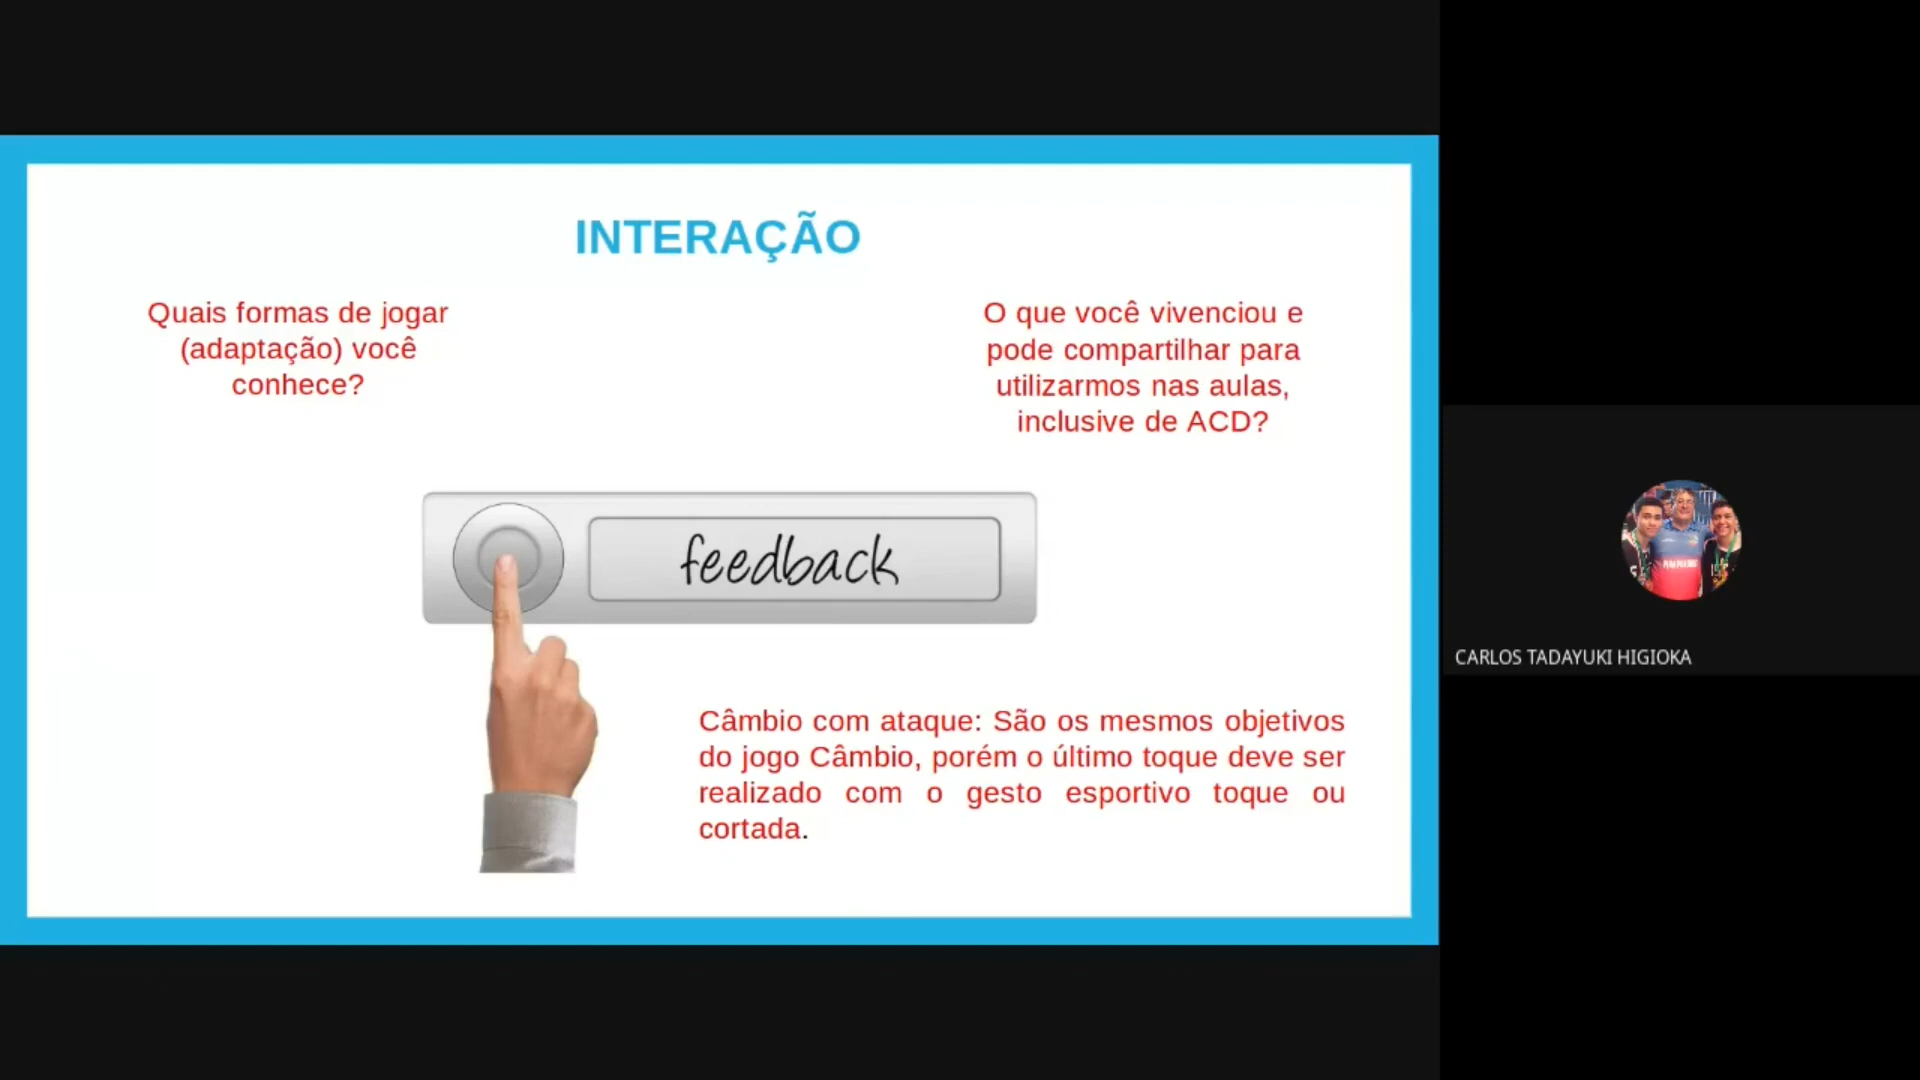 INTERAÇÃO
Quais formas de jogar
(adaptação) você
conhece?
O que você vivenciou e
pode compartilhar para
utilizarmos nas aulas,
inclusive de ACD?
feedback
Câmbio com ataque: São os mesmos objetivos
do jogo Câmbio, porém o último toque deve ser
realizado com o gesto esportivo toque ou
cortada.
CARLOS TADAYUKI HIGIOKA